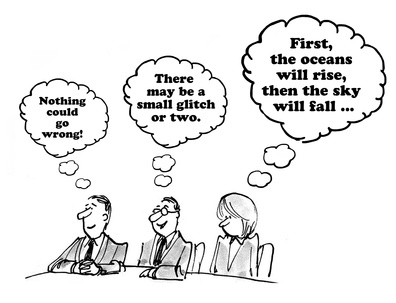 Nothing
could
go
wrong!
There
may be a
small glitch
or two.
First,
the oceans
will rise,
then the sky
will fall ...